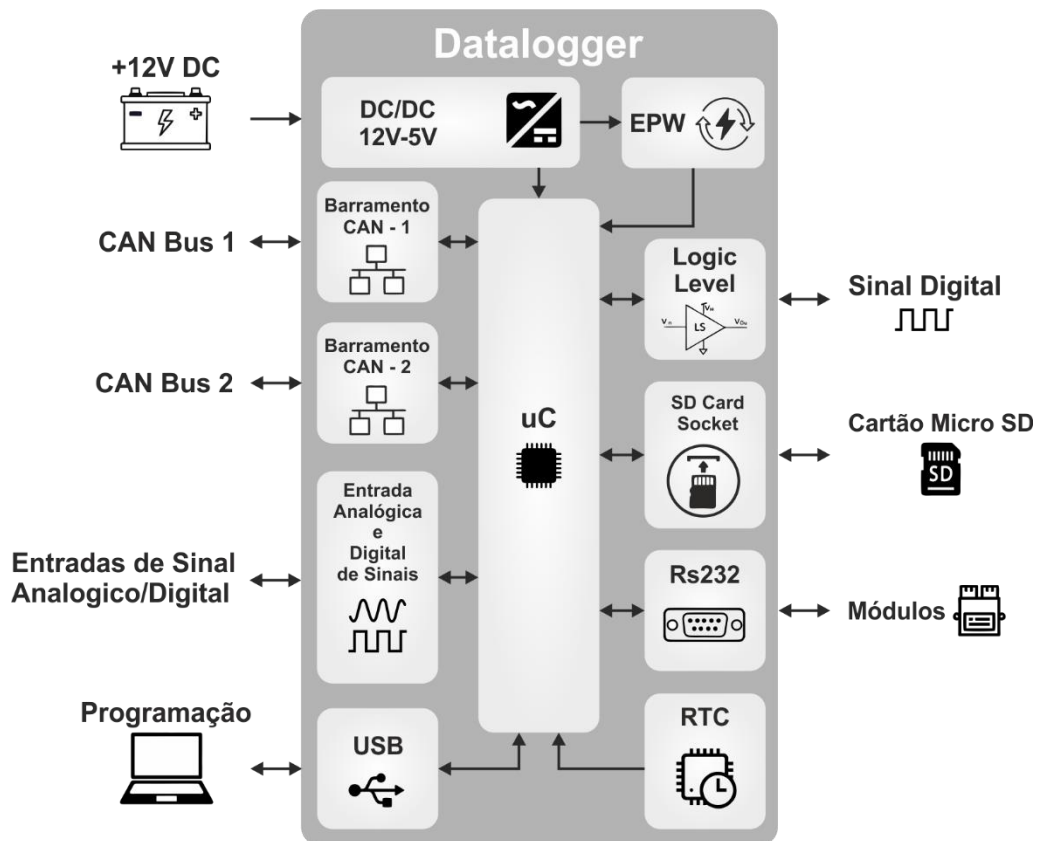 Datalogger
+12V DC
DC/DC
12V-5V
EPW
Barramento
CAN - 1
CAN Bus 1
Logic
Level
LS
Sinal Digital
Barramento
CAN - 2
CAN Bus 2
uC
SD Card
Socket
Cartão Micro SD
SD
Entrada
Analógica
e
Digital
de Sinais
Entradas de Sinal
Analogico/Digital
Rs232
Módulos
Programação
USB
RTC